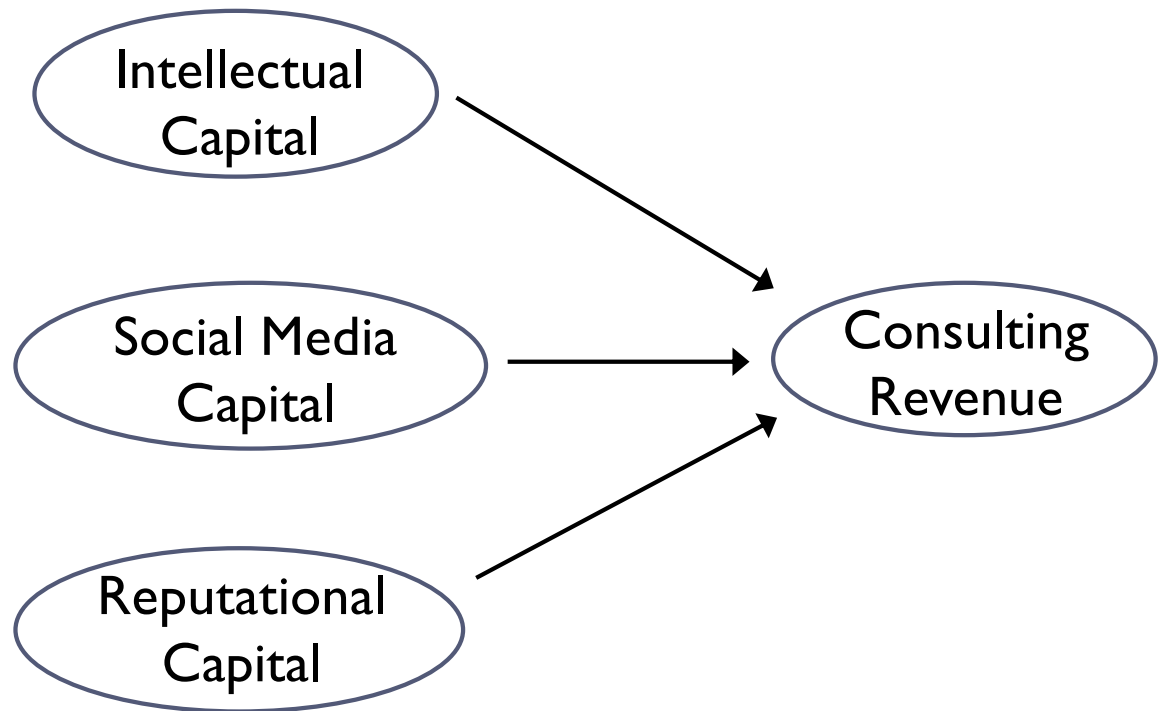 Intellectual
Capital
Social Media
Capital
Consulting
Revenue
Reputational
Capital